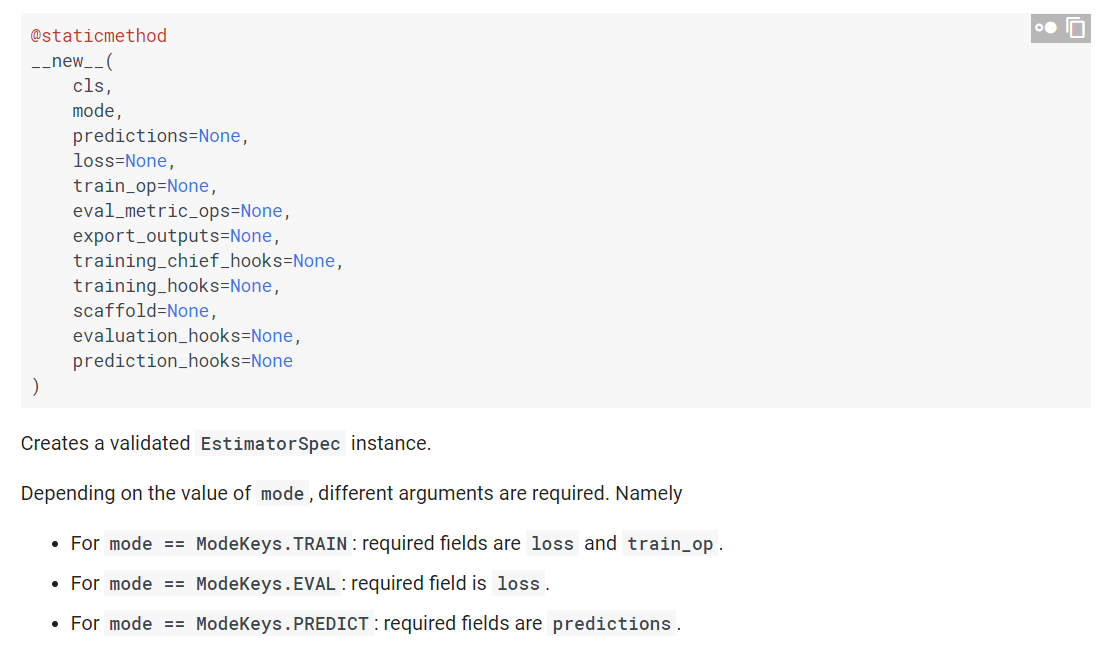 @staticmethod
__new__(
    cls,
    mode,
    predictions=None,
    loss=None,
    train_op=None,
    eval_metric_ops=None,
    export_outputs=None,
    training_chief_hooks=None,
    training_hooks=None,
    scaffold=None,
    evaluation_hooks=None,
    prediction_hooks=None
)
Creates a validated EstimatorSpec instance.
Depending on the value of mode, different arguments are required. Namely
• For mode == ModeKeys.TRAIN: required fields are loss and train_op.
• For mode == ModeKeys.EVAL: required field is loss.
• For mode == ModeKeys.PREDICT: required fields are predictions.